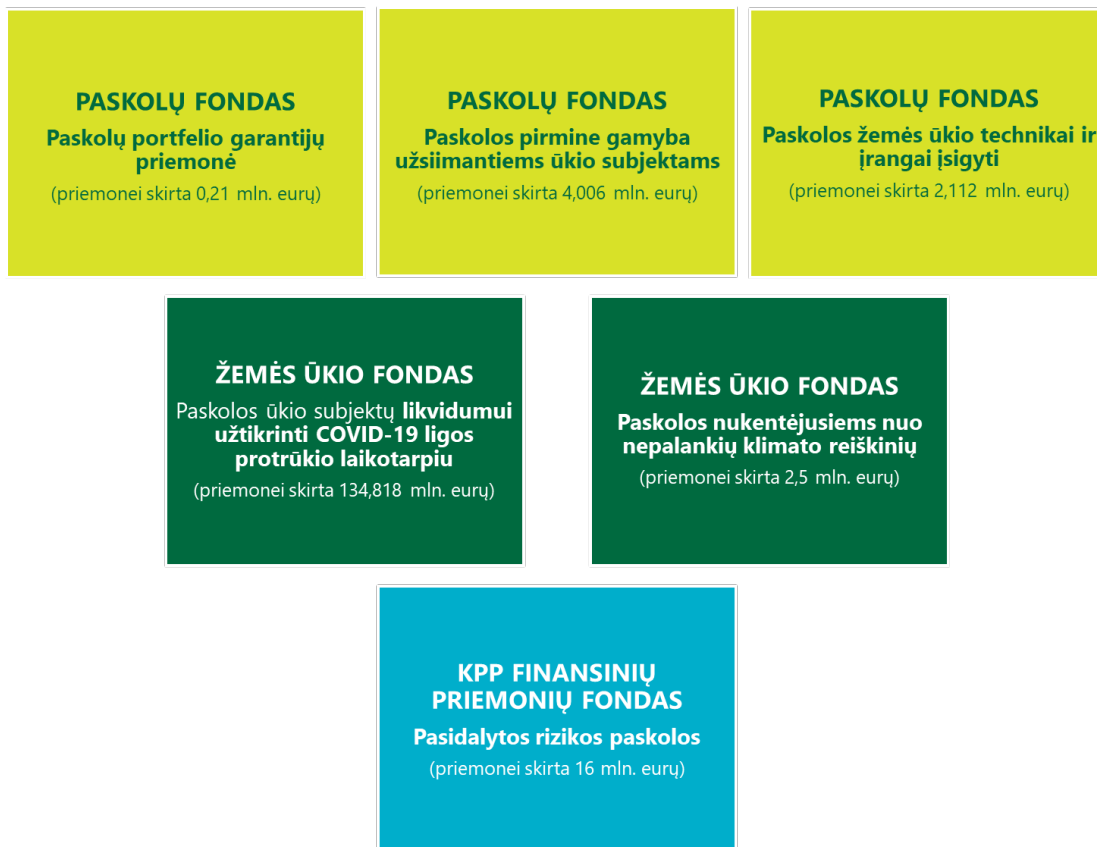 PASKOLŲ FONDAS
Paskolų portfelio garantijų
priemonė
(priemonei skirta 0,21 mln. eurų)
PASKOLŲ FONDAS
Paskolos pirmine gamyba
užsiimantiems ūkio subjektams
(priemonei skirta 4,006 mln. eurų)
PASKOLŲ FONDAS
Paskolos žemės ūkio technikai ir
įrangai įsigyti
(priemonei skirta 2,112 mln. eurų)
ŽEMĖS ŪKIO FONDAS
Paskolos ūkio subjektų likvidumui
užtikrinti COVID-19 ligos
protrūkio laikotarpiu
(priemonei skirta 134,818 mln. eurų)
ŽEMĖS ŪKIO FONDAS
Paskolos nukentėjusiems nuo
nepalankių klimato reiškinių
(priemonei skirta 2,5 mln. eurų)
KPP FINANSINIŲ
PRIEMONIŲ FONDAS
Pasidalytos rizikos paskolos
(priemonei skirta 16 mln. eurų)